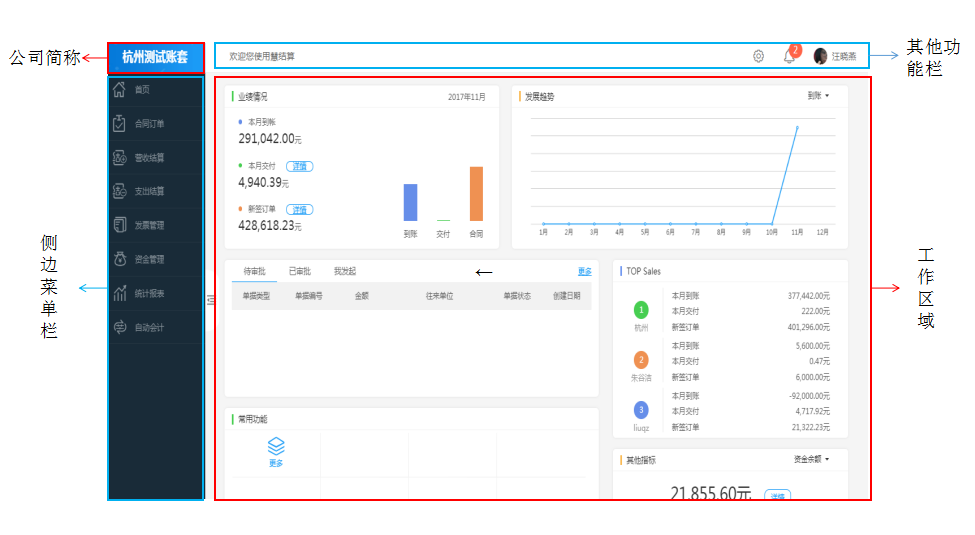 公司简称
杭州测试账套
欢迎您使用慧结算
2
汪晓燕
其他功
能栏
首页
合同订单
营收结算
支出结算
发票管理
资金管理
统计报表
自动会计
侧边菜单栏
业绩情况
2017年11月
本月到账
291,042.00元
本月交付 详情
4,940.39元
新签订单 详情
428,618.23元
到账 交付 合同
发展趋势
到账
1月 2月 3月 4月 5月 6月 7月 8月 9月 10月 11月 12月
待审批 已审批 我发起 ← 更多
单据类型 单据编号 金额 往来单位 单据状态 创建日期
常用功能
更多
TOP Sales
1
杭州
本月到账 377,442.00元
本月交付 222.00元
新签订单 401,296.00元
2
朱谷洁
本月到账 5,600.00元
本月交付 0.47元
新签订单 6,000.00元
3
liuqz
本月到账 -92,000.00元
本月交付 4,717.92元
新签订单 21,322.23元
其他指标
资金余额
21,855.60元 详情
工作区域